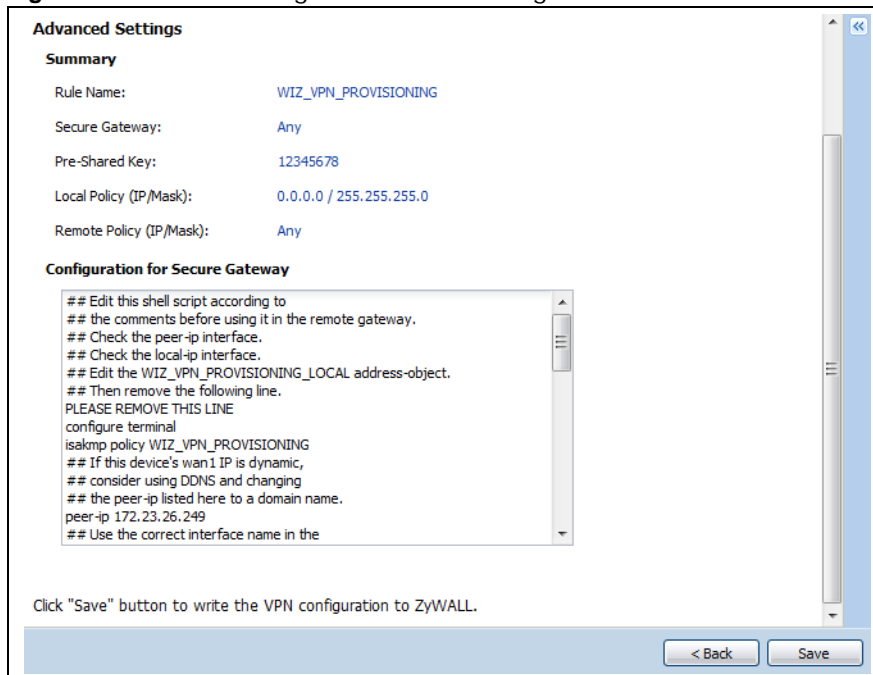 Advanced Settings
Summary
Rule Name: WIZ_VPN_PROVISIONING
Secure Gateway: Any
Pre-Shared Key: 12345678
Local Policy (IP/Mask): 0.0.0.0 / 255.255.255.0
Remote Policy (IP/Mask): Any
Configuration for Secure Gateway
## Edit this shell script according to
## the comments before using it in the remote gateway.
## Check the peer-ip interface.
## Check the local-ip interface.
## Edit the WIZ_VPN_PROVISIONING_LOCAL address-object.
## Then remove the following line.
PLEASE REMOVE THIS LINE
configure terminal
isakmp policy WIZ_VPN_PROVISIONING
## If this device's wan1 IP is dynamic,
## consider using DDNS and changing
## the peer-ip listed here to a domain name.
peer-ip 172.23.26.249
## Use the correct interface name in the
Click "Save" button to write the VPN configuration to ZyWALL.
< Back Save